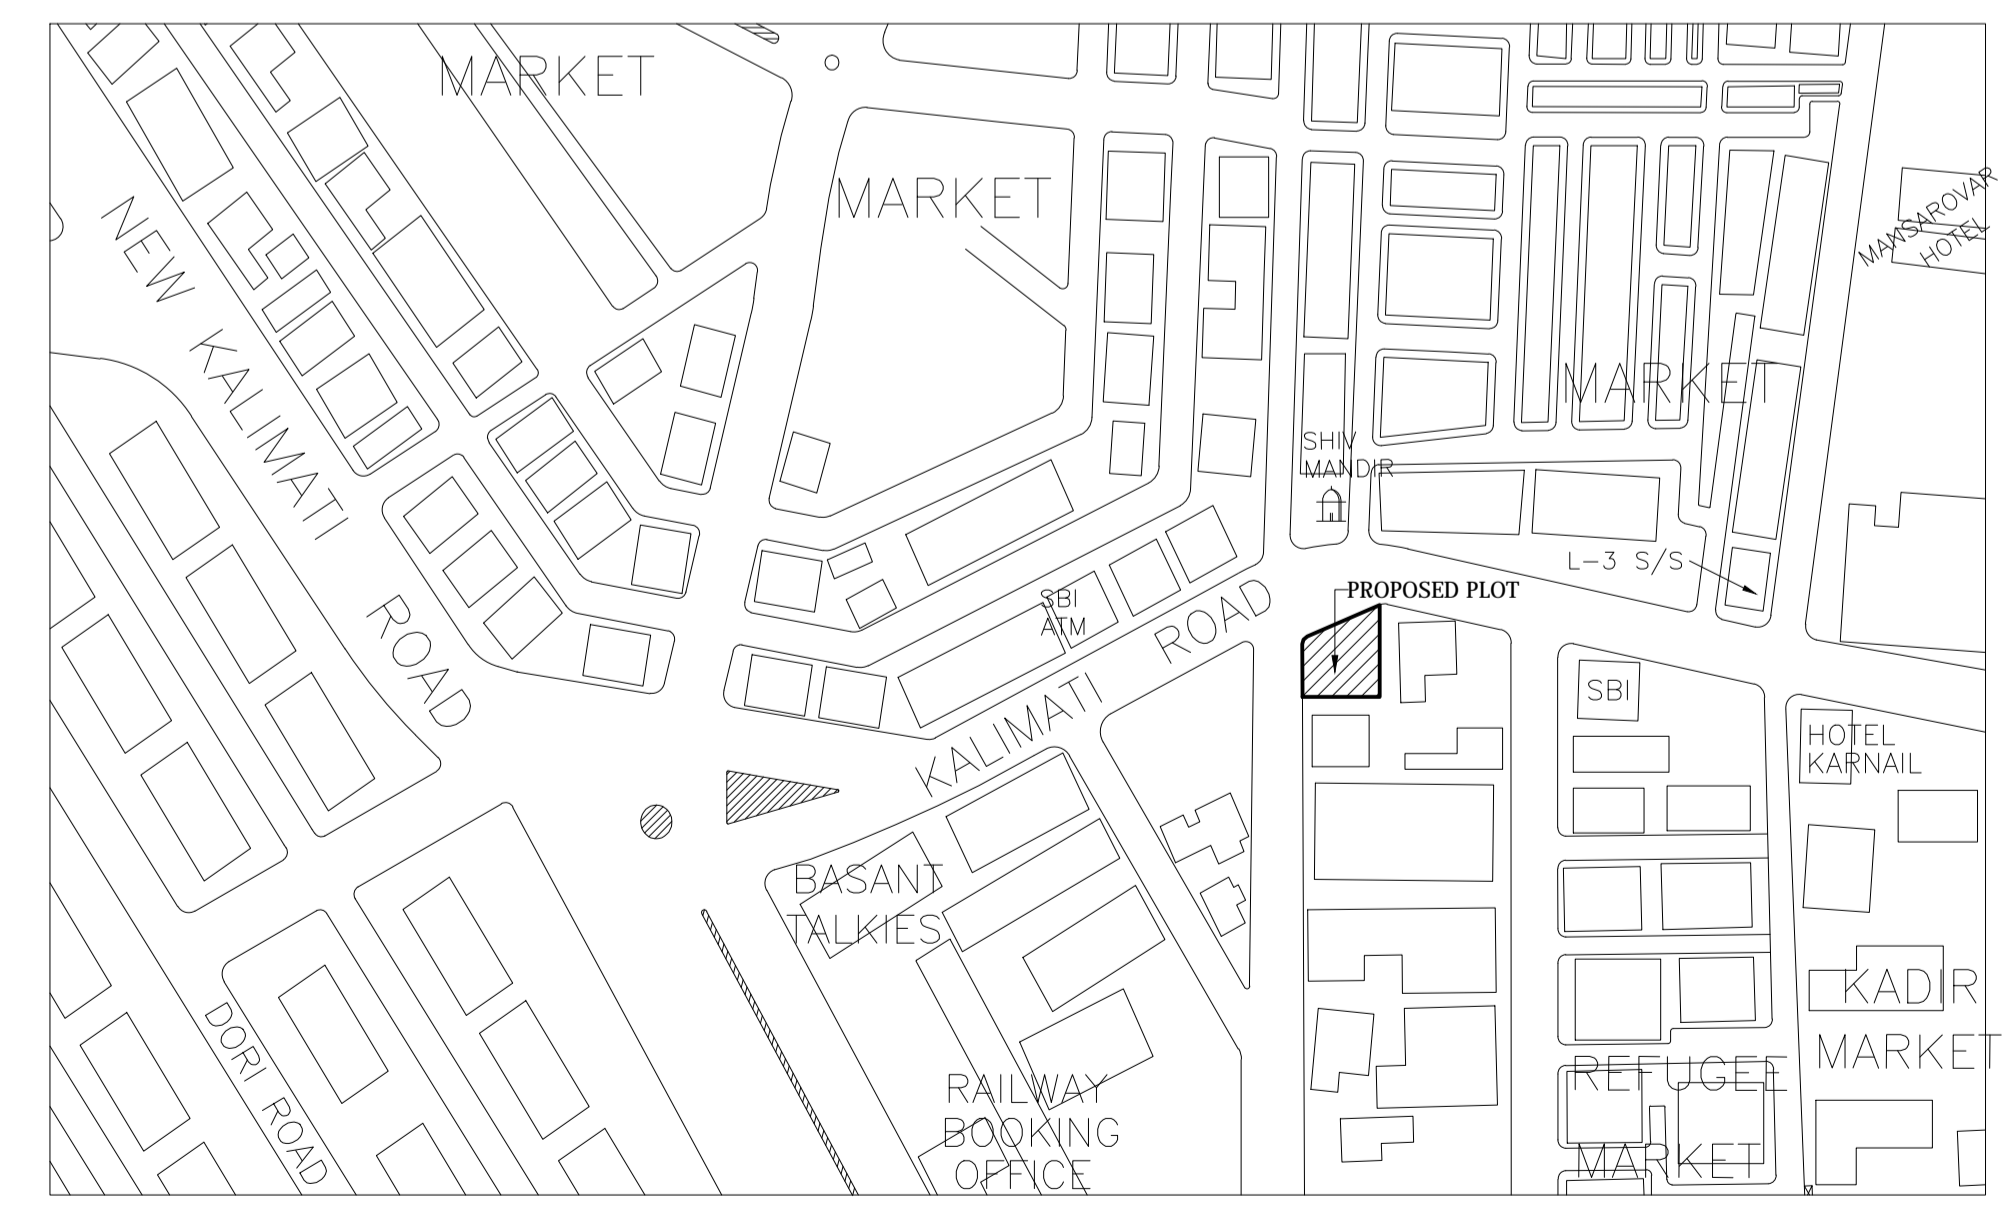 MARKET
MARKET
NEW KALIMATI ROAD
MANSAROVAR
HOTEL
MARKET
SHIV
MANDIR
L-3 S/S
PROPOSED PLOT
SBI
ATM
KALIMATI ROAD
SBI
HOTEL
KARNAIL
BASANT
TALKIES
DORI ROAD
KADIR
MARKET
RAILWAY
BOOKING
OFFICE
REFUGEE
MARKET